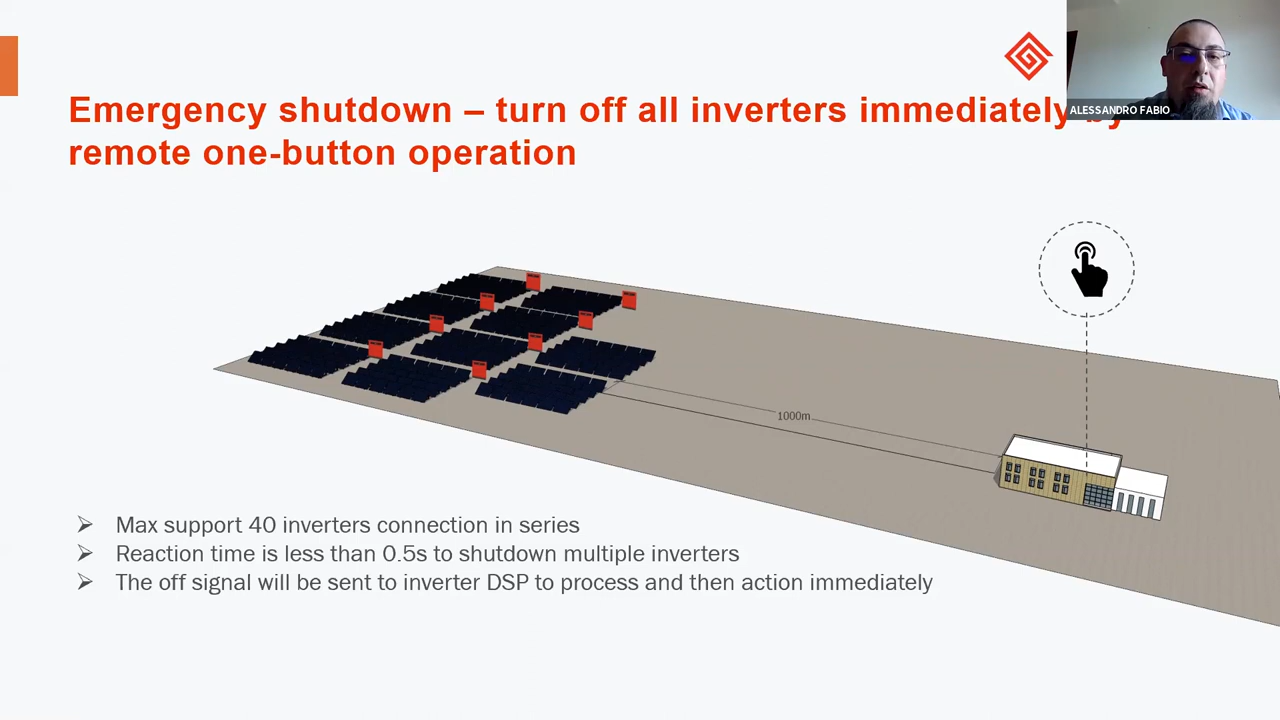 Emergency shutdown – turn off all inverters immediately by
remote one-button operation
ALESSANDRO FABIO
1000m
Max support 40 inverters connection in series
Reaction time is less than 0.5s to shutdown multiple inverters
The off signal will be sent to inverter DSP to process and then action immediately